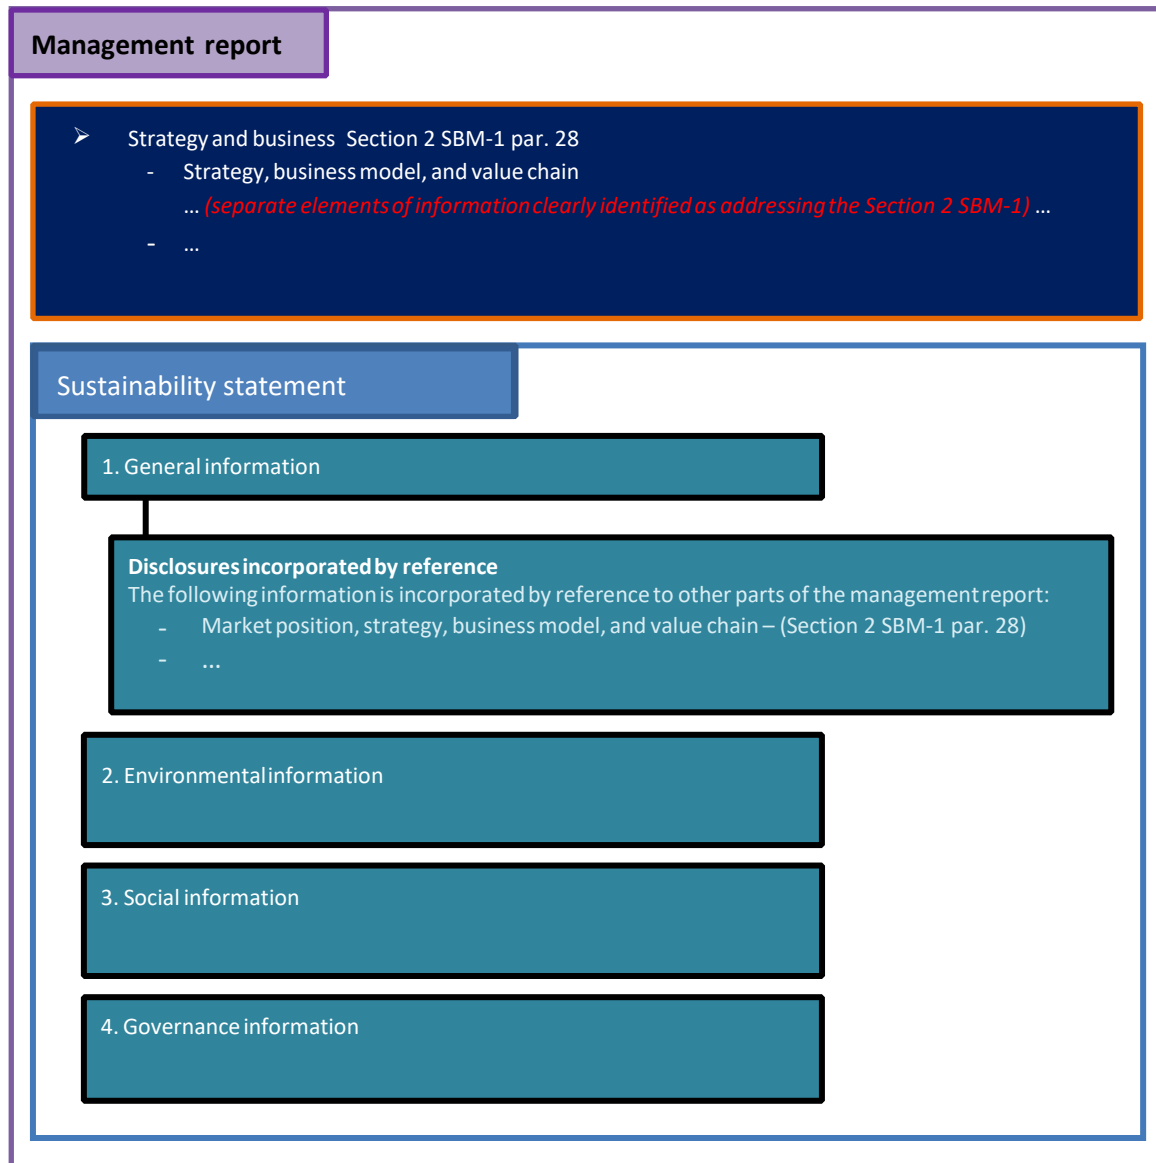 Management report
➢ Strategy and business Section 2 SBM-1 par. 28
- Strategy, business model, and value chain
... (separate elements of information clearly identified as addressing the Section 2 SBM-1) ...
- ...
Sustainability statement
1. General information
Disclosures incorporated by reference
The following information is incorporated by reference to other parts of the management report:
- Market position, strategy, business model, and value chain – (Section 2 SBM-1 par. 28)
- ...
2. Environmental information
3. Social information
4. Governance information